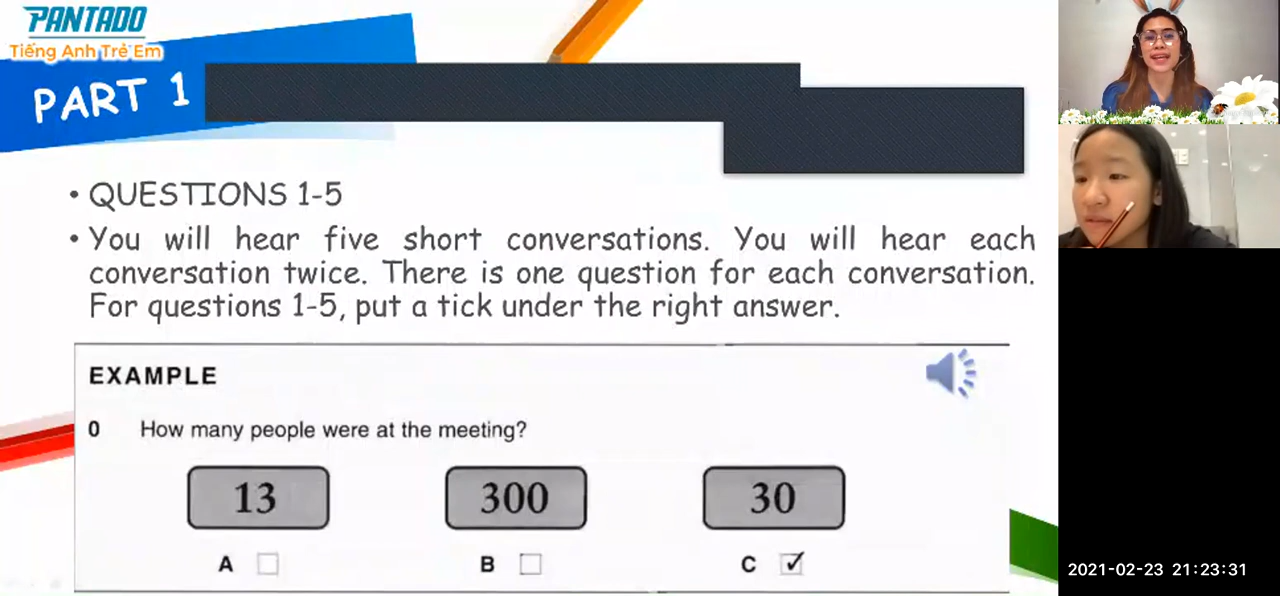 PANTADO
Tiếng Anh Trẻ Em
PART 1
• QUESTIONS 1-5
• You will hear five short conversations. You will hear each
conversation twice. There is one question for each conversation.
For questions 1-5, put a tick under the right answer.
EXAMPLE
0 How many people were at the meeting?
13 300 30
A B C
2021-02-23 21:23:31